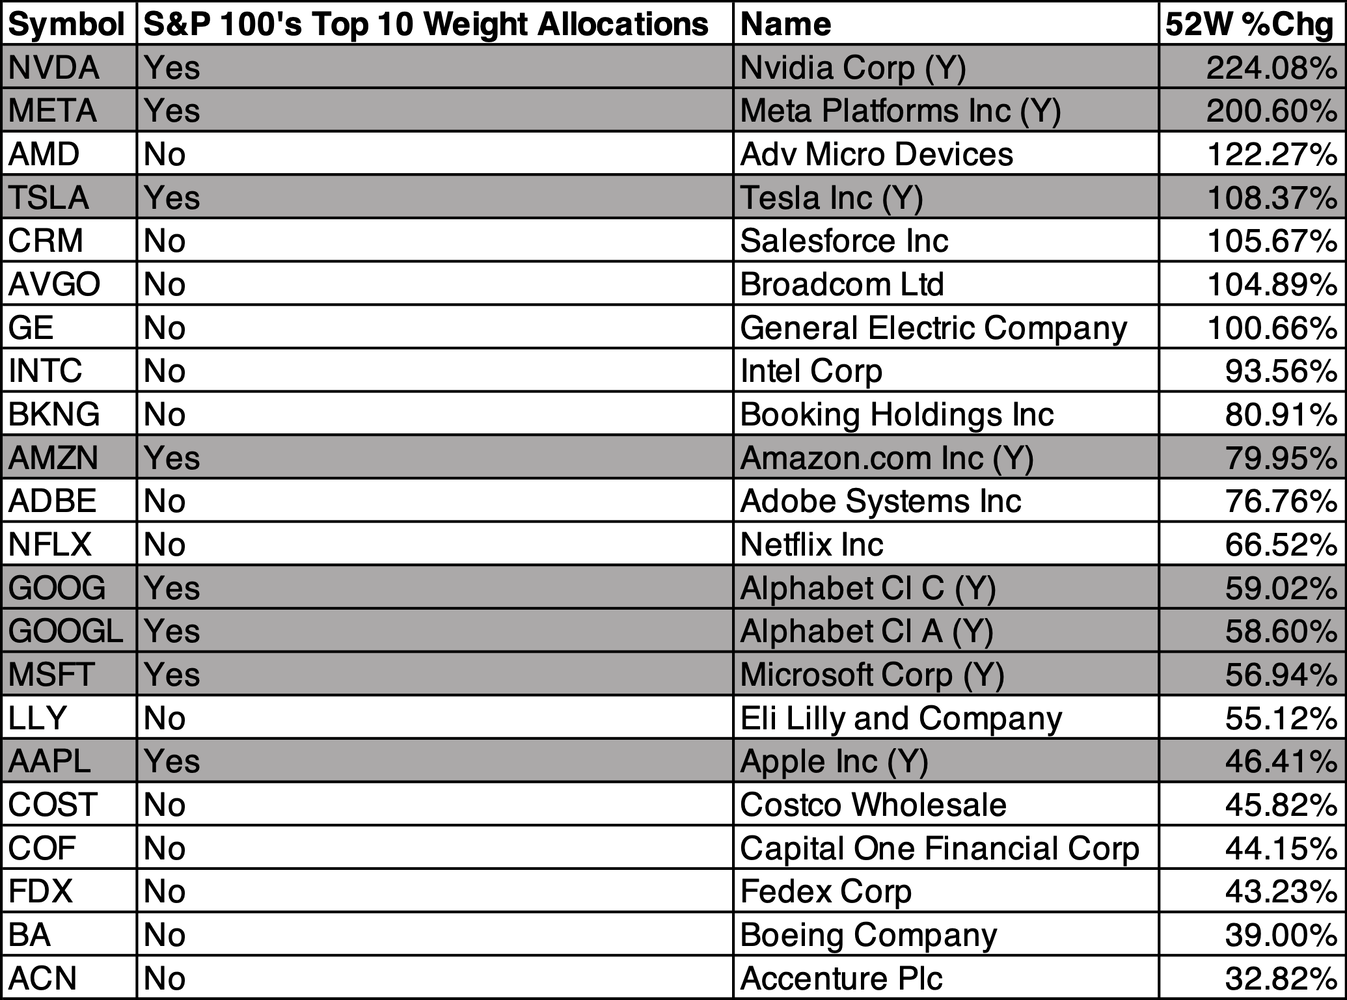 Symbol S&P 100's Top 10 Weight Allocations Name 52W %Chg
NVDA Yes Nvidia Corp (Y) 224.08%
META Yes Meta Platforms Inc (Y) 200.60%
AMD No Adv Micro Devices 122.27%
TSLA Yes Tesla Inc (Y) 108.37%
CRM No Salesforce Inc 105.67%
AVGO No Broadcom Ltd 104.89%
GE No General Electric Company 100.66%
INTC No Intel Corp 93.56%
BKNG No Booking Holdings Inc 80.91%
AMZN Yes Amazon.com Inc (Y) 79.95%
ADBE No Adobe Systems Inc 76.76%
NFLX No Netflix Inc 66.52%
GOOG Yes Alphabet Cl C (Y) 59.02%
GOOGL Yes Alphabet Cl A (Y) 58.60%
MSFT Yes Microsoft Corp (Y) 56.94%
LLY No Eli Lilly and Company 55.12%
AAPL Yes Apple Inc (Y) 46.41%
COST No Costco Wholesale 45.82%
COF No Capital One Financial Corp 44.15%
FDX No Fedex Corp 43.23%
BA No Boeing Company 39.00%
ACN No Accenture Plc 32.82%